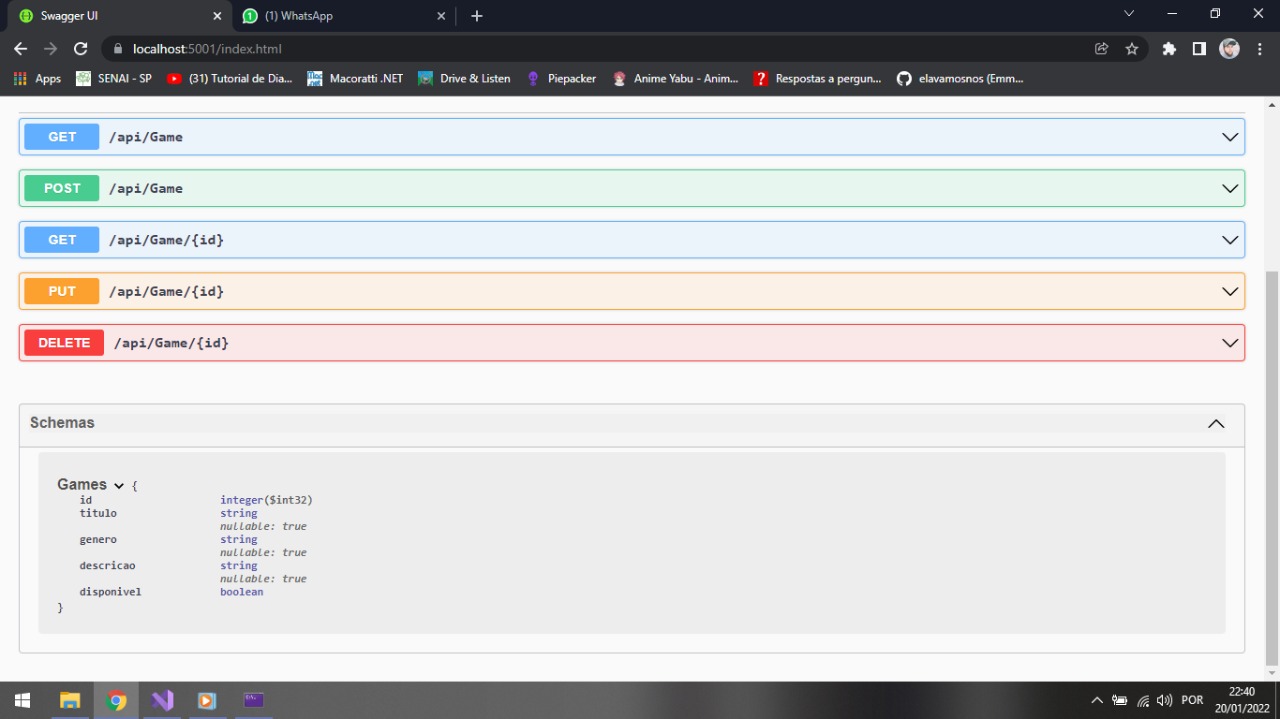 Swagger UI
(1) WhatsApp
localhost:5001/index.html
Apps SENAI - SP (31) Tutorial de Dia... Macoratti .NET Drive & Listen Piepacker Anime Yabu - Anim... Respostas a pergun... elavamosnos (Emm...
GET /api/Game
POST /api/Game
GET /api/Game/{id}
PUT /api/Game/{id}
DELETE /api/Game/{id}
Schemas
Games {
id integer($int32)
titulo string
nullable: true
genero string
nullable: true
descricao string
nullable: true
disponivel boolean
}
POR
22:40
20/01/2022